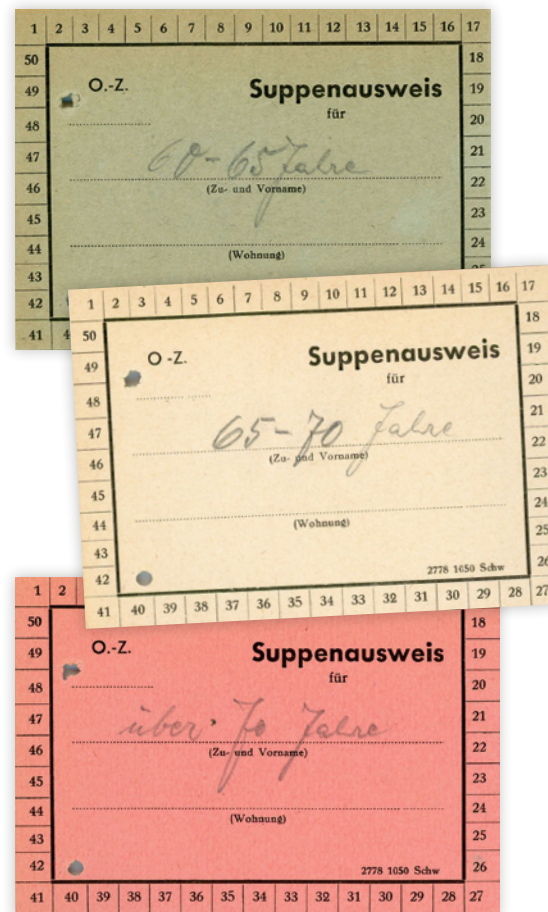 1 2 3 4 5 6 7 8 9 10 11 12 13 14 15 16 17
50 18
49 O.-Z. Suppenausweis 19
für
48 20
47 60-65 Jahre 21
46 (Zu- und Vorname) 22
45 23
44 (Wohnung) 24
43
42
41
1 2 3 4 5 6 7 8 9 10 11 12 13 14 15 16 17
50 18
49 O-Z. Suppenausweis 19
für 20
48 21
47 65-70 Jahre 22
46 (Zu- und Vorname) 23
45 24
44 (Wohnung) 25
43 26
42 2778 1050 Schw
41 40 39 38 37 36 35 34 33 32 31 30 29 28 27
1 2
50 18
49 O.-Z. Suppenausweis 19
für
48 20
47 über 70 Jahre 21
46 (Zu- und Vorname) 22
45 23
44 (Wohnung) 24
43 25
42 2778 1050 Schw 26
41 40 39 38 37 36 35 34 33 32 31 30 29 28 27